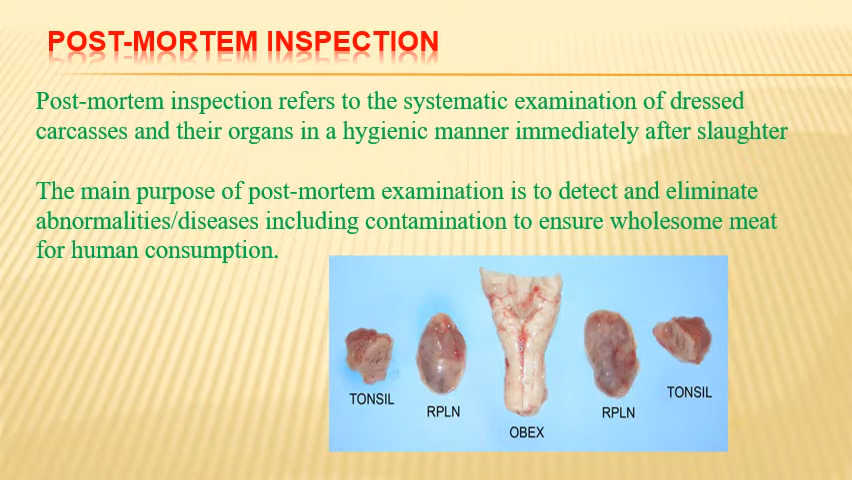 POST-MORTEM INSPECTION
Post-mortem inspection refers to the systematic examination of dressed
carcasses and their organs in a hygienic manner immediately after slaughter
The main purpose of post-mortem examination is to detect and eliminate
abnormalities/diseases including contamination to ensure wholesome meat
for human consumption.
TONSIL
RPLN
OBEX
RPLN
TONSIL